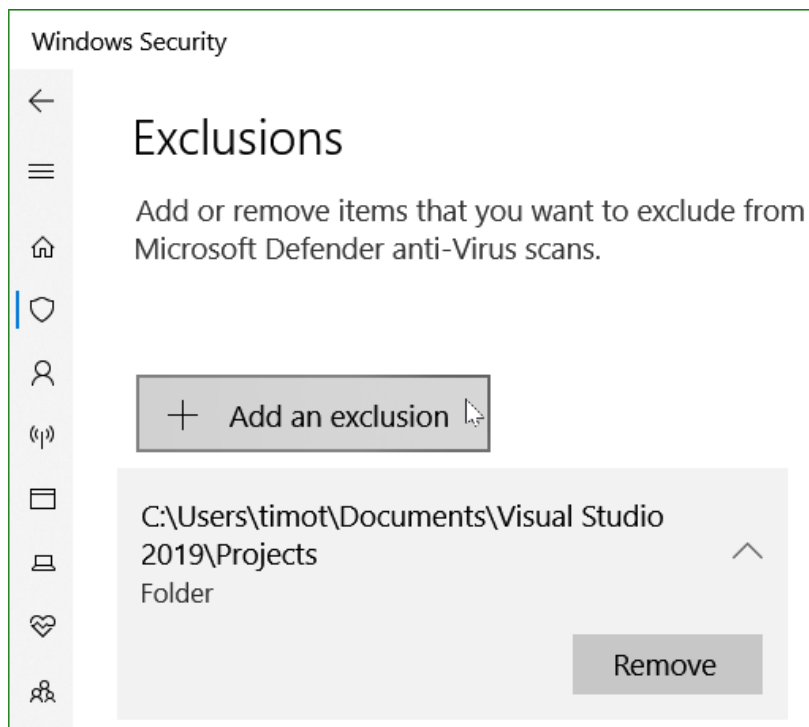 Windows Security
Exclusions
Add or remove items that you want to exclude from
Microsoft Defender anti-Virus scans.
Add an exclusion
C:\Users\timot\Documents\Visual Studio
2019\Projects
Folder
Remove